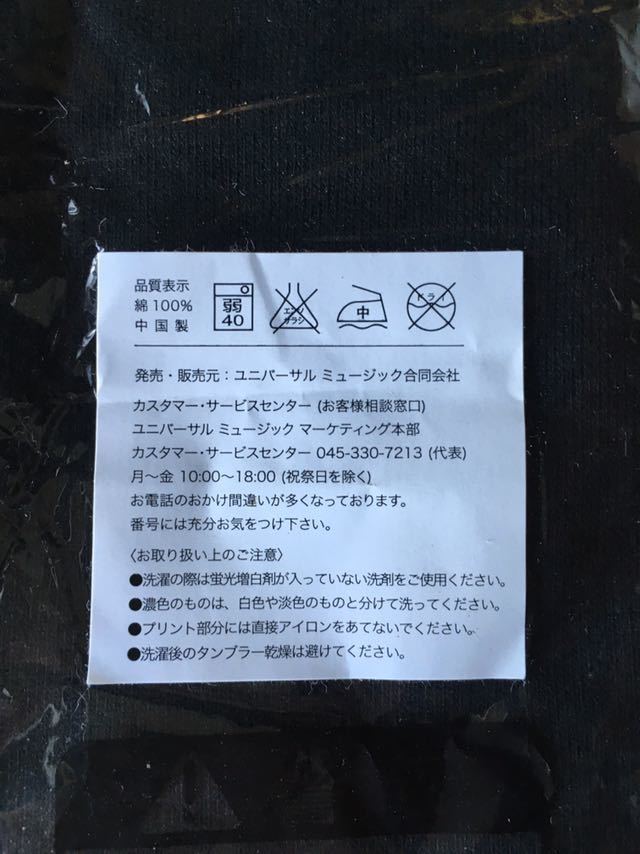 品質表示
綿100%
中国製
弱
40
エンソ
サラシ
中
ドライ
発売・販売元：ユニバーサル ミュージック合同会社
カスタマー・サービスセンター (お客様相談窓口)
ユニバーサル ミュージック マーケティング本部
カスタマー・サービスセンター 045-330-7213 (代表)
月～金 10:00～18:00 (祝祭日を除く)
お電話のおかけ間違いが多くなっております。
番号には充分お気をつけ下さい。
〈お取り扱い上のご注意〉
●洗濯の際は蛍光増白剤が入っていない洗剤をご使用ください。
●濃色のものは、白色や淡色のものと分けて洗ってください。
●プリント部分には直接アイロンをあてないでください。
●洗濯後のタンブラー乾燥は避けてください。